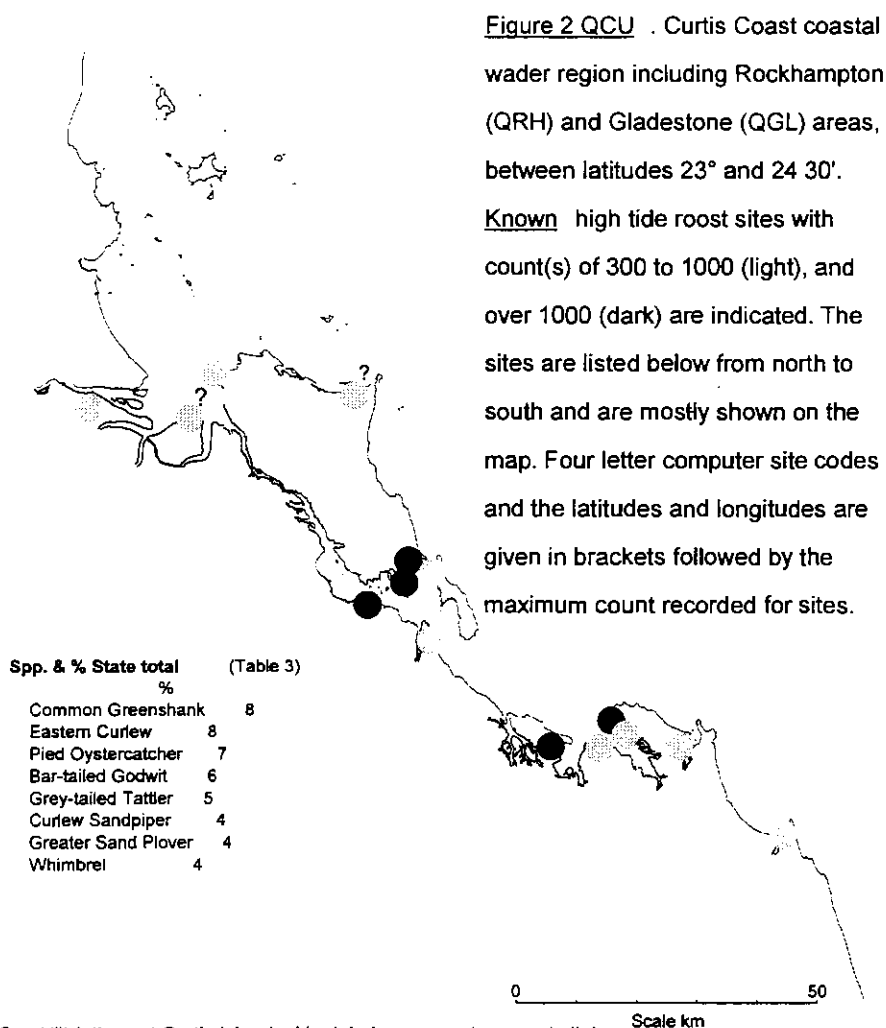 Figure 2 QCU . Curtis Coast coastal
wader region including Rockhampton
(QRH) and Gladestone (QGL) areas,
between latitudes 23° and 24 30'.
Known high tide roost sites with
count(s) of 300 to 1000 (light), and
over 1000 (dark) are indicated. The
sites are listed below from north to
south and are mostly shown on the
map. Four letter computer site codes
and the latitudes and longitudes are
given in brackets followed by the
maximum count recorded for sites.
?
?
Spp. & % State total (Table 3)
%
Common Greenshank 8
Eastern Curlew 8
Pied Oystercatcher 7
Bar-tailed Godwit 6
Grey-tailed Tattler 5
Curlew Sandpiper 4
Greater Sand Plover 4
Whimbrel 4
0 50
Scale km